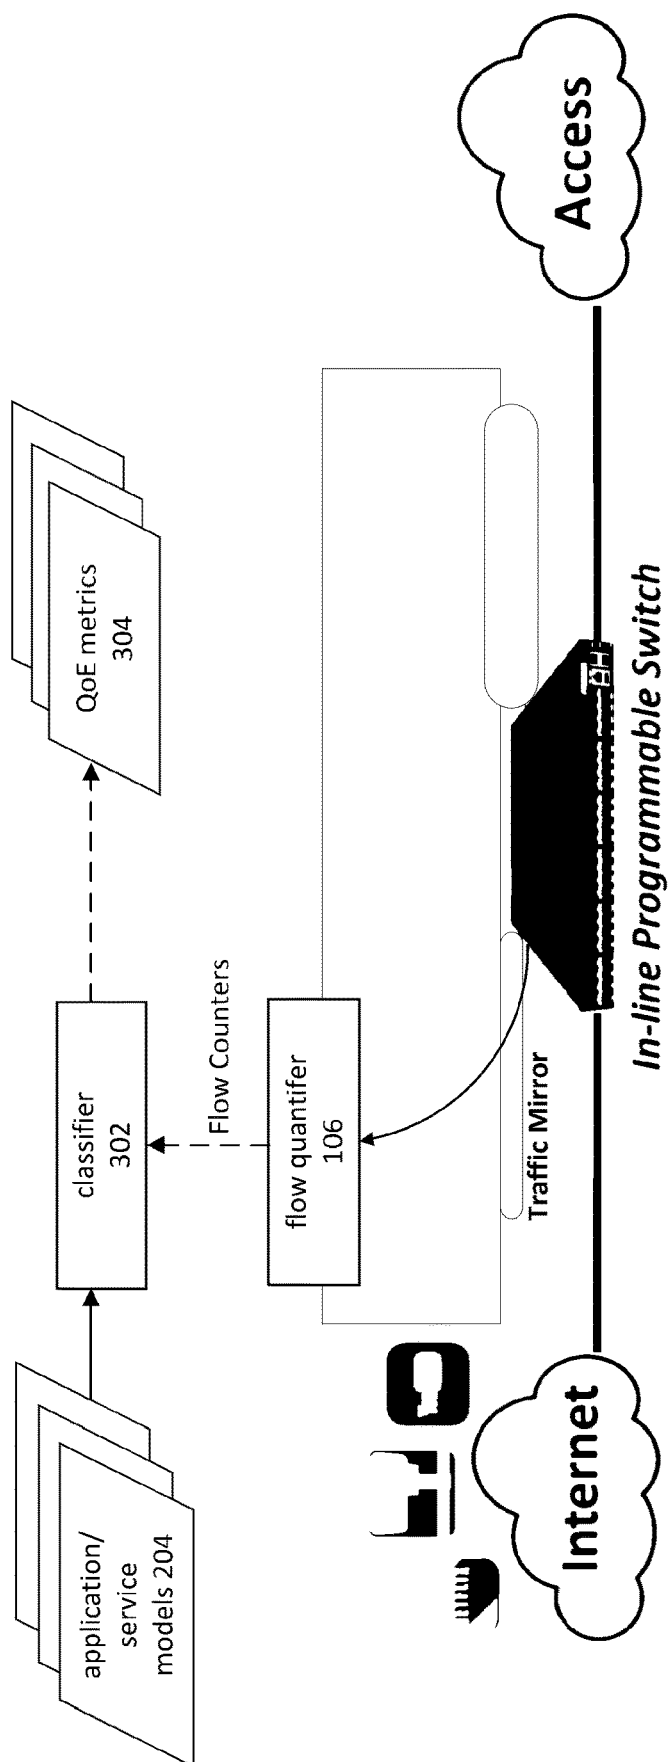 application/
service
models 204
classifier
302
QoE metrics
304
Flow Counters
flow quantifer
106
Traffic Mirror
Internet
Access
In-line Programmable Switch